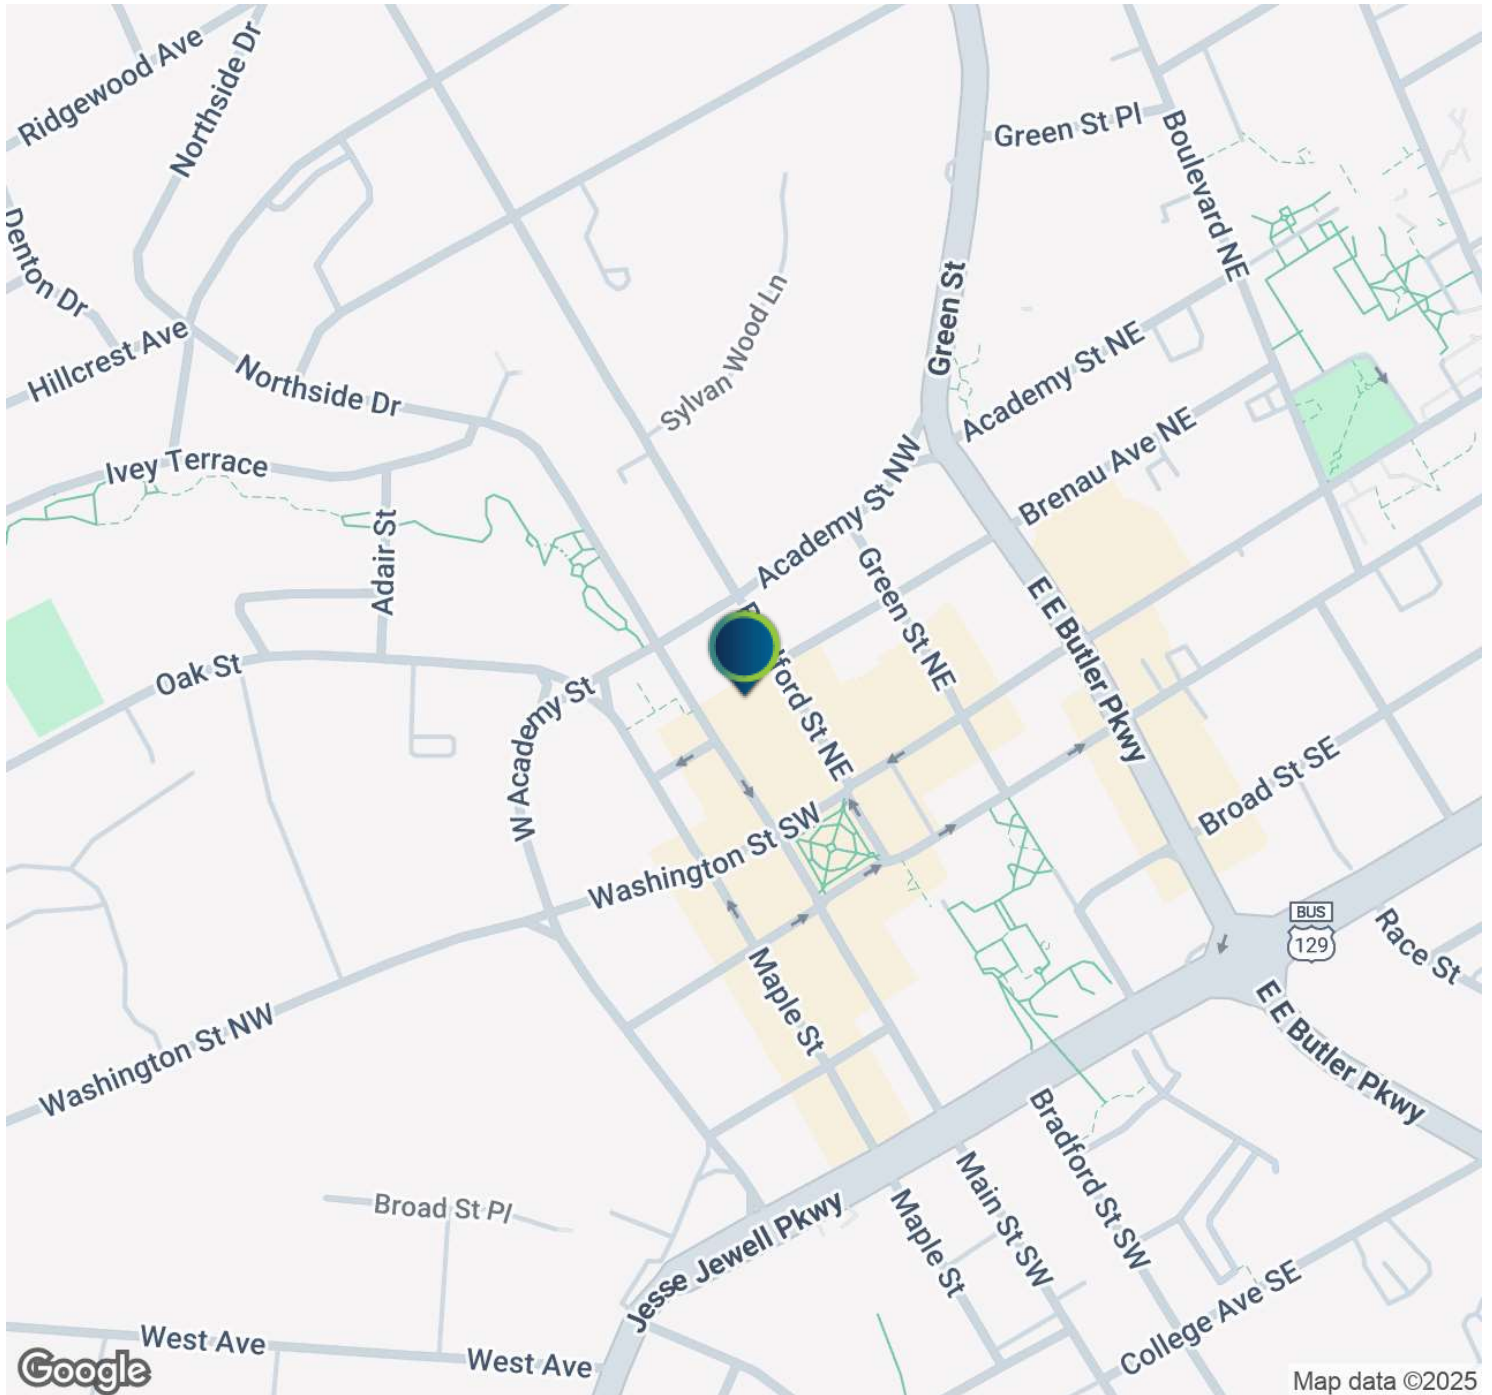 Ridgewood Ave
Northside Dr
Green St Pl
Boulevard NE
Denton Dr
Hillcrest Ave
Northside Dr
Sylvan Wood Ln
Green St
Academy St NE
Ivey Terrace
Adair St
Academy St NW
Brenau Ave NE
Green St NE
E E Butler Pkwy
Oak St
W Academy St
ford St NE
Washington St SW
Broad St SE
BUS
129
Race St
Washington St NW
Maple St
E E Butler Pkwy
Bradford St SW
Broad St Pl
Jesse Jewell Pkwy
Maple St
Main St SW
College Ave SE
West Ave
West Ave
Google
Map data ©2025